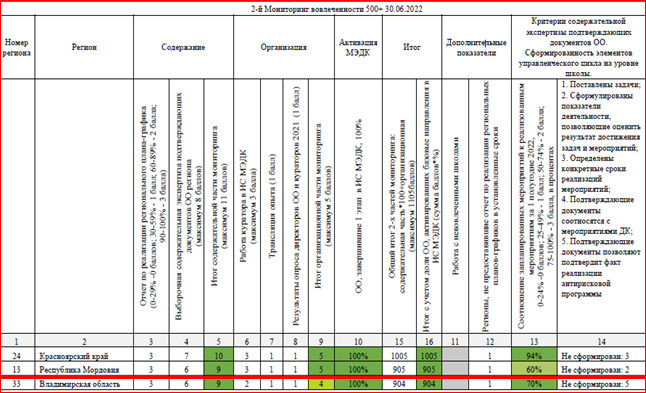 2-й Мониторинг вовлеченности 500+ 30.06.2022
Номер региона
Регион
Содержание
Организация
Активация МЭДК
Итог
Дополнительные показатели
Критерии содержательной экспертизы подтверждающих документов ОО. Сформированность элементов управленческого цикла на уровне школы.
Отчет по реализации регионального плана-графика
(0-29% -0 баллов; 30-59% - 1 балл; 60-89% - 2 балла;
90-100% - 3 балла)
Выборочная содержательная экспертиза подтверждающих
документов ОО региона
(максимум 8 баллов)
Итог содержательной части мониторинга
(максимум 11 баллов)
Работа куратора в ИС МЭДК
(максимум 3 балла)
Трансляция опыта (1 балл)
Результаты опроса директоров ОО и кураторов 2021 (1 балл)
Итог организационной части мониторинга
(максимум 5 баллов)
ОО, завершившие 1 этап в ИС МЭДК, 100%
Общий итог 2-х частей мониторинга:
содержательная часть*100+организационная
(максимум 1105баллов)
Итог с учетом доли ОО, активировавших базовые направления в
ИС МЭДК (сумма баллов*%)
Работа с невовлеченными школами
Регионы, не предоставившие отчет по реализации региональных
планов-графиков в установленные сроки
Соотношение запланированных мероприятий к реализованным
мероприятиям за 1 полугодие 2022,
0-24% -0 баллов; 25-49% - 1 балл; 50-74% - 2 балла;
75-100% - 3 балла, в процентах
1. Поставлены задачи;
2. Сформулированы
показатели
деятельности,
позволяющие оценить
результат достижения
задач и мероприятий;
3. Определены
конкретные сроки
реализаций
мероприятий;
4. Подтверждающие
документы
соотносятся с
мероприятиями ДК;
5. Подтверждающие
документы позволяют
подтвердит факт
реализации
антирисковой
программы
1 2 3 4 5 6 7 8 9 10 15 16 11 12 13 14
24 Красноярский край 3 7 10 3 1 1 5 100% 1005 1005 1 94% Не сформирован: 3
13 Республика Мордовия 3 6 9 3 1 1 5 100% 905 905 1 60% Не сформирован: 2
33 Владимирская область 3 6 9 2 1 1 4 100% 904 904 1 70% Не сформирован: 5